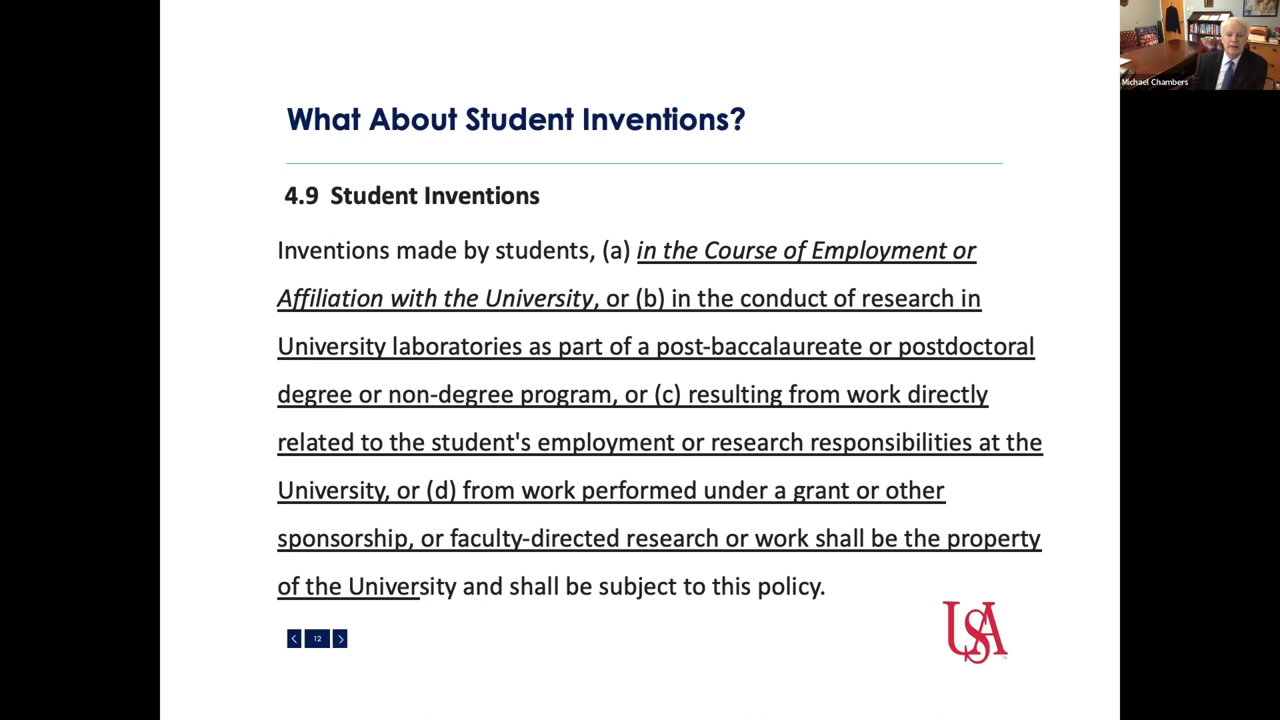 What About Student Inventions?
4.9 Student Inventions
Inventions made by students, (a) in the Course of Employment or
Affiliation with the University, or (b) in the conduct of research in
University laboratories as part of a post-baccalaureate or postdoctoral
degree or non-degree program, or (c) resulting from work directly
related to the student's employment or research responsibilities at the
University, or (d) from work performed under a grant or other
sponsorship, or faculty-directed research or work shall be the property
of the University and shall be subject to this policy.
12
USA
Michael Chambers